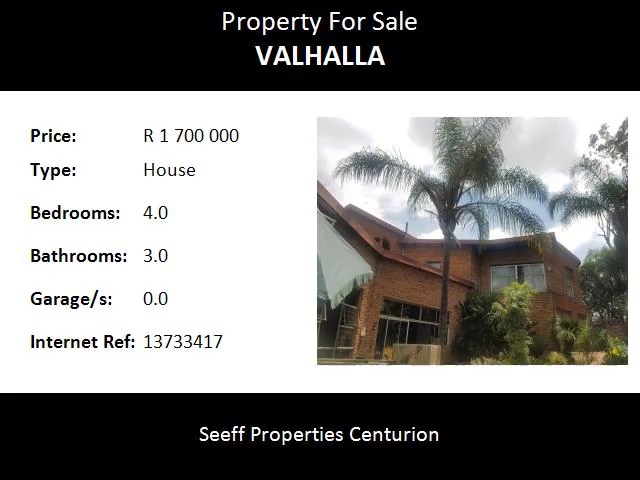 Property For Sale
VALHALLA
Price: R 1 700 000
Type: House
Bedrooms: 4.0
Bathrooms: 3.0
Garage/s: 0.0
Internet Ref: 13733417
Seeff Properties Centurion